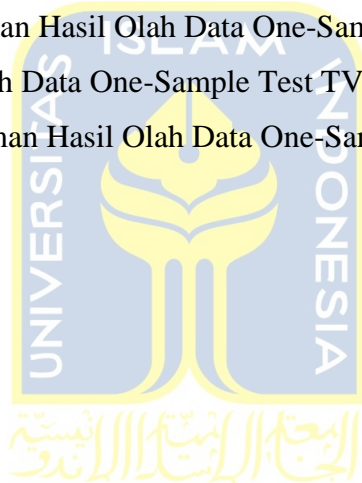 an Hasil Olah Data One-Sam
h Data One-Sample Test TV
nan Hasil Olah Data One-Sar
ISLAM
UNIVERSITAS
INDONESIA